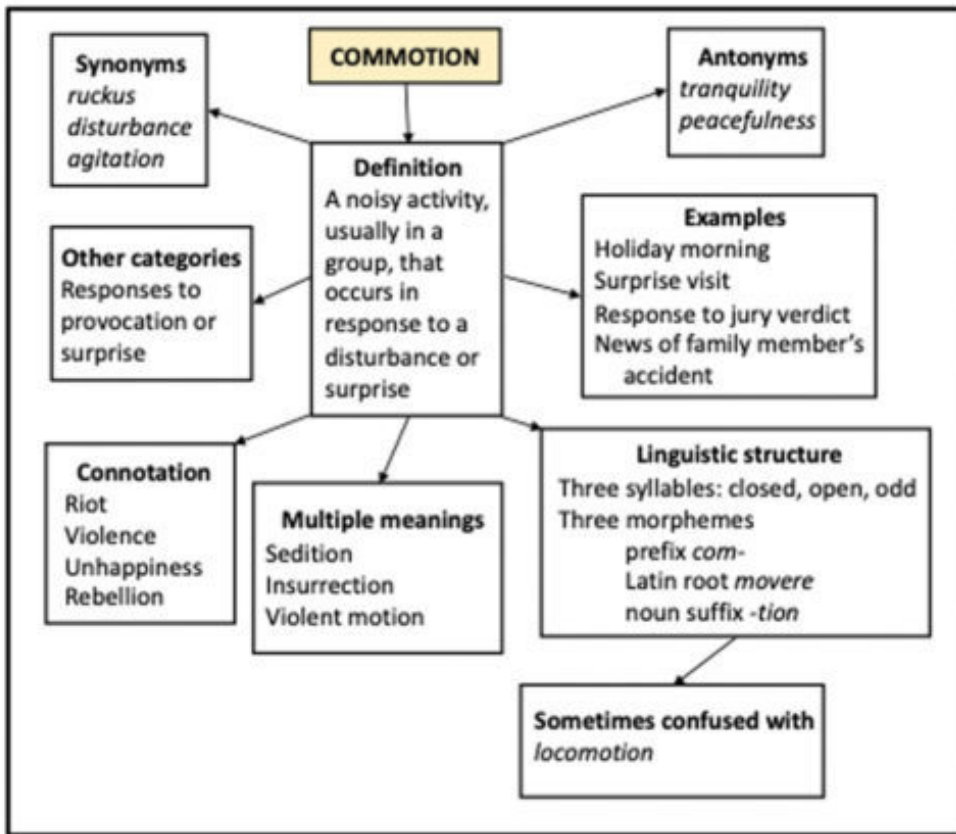 COMMOTION
Synonyms
ruckus
disturbance
agitation
Antonyms
tranquility
peacefulness
Definition
A noisy activity,
usually in a
group, that
occurs in
response to a
disturbance or
surprise
Other categories
Responses to
provocation or
surprise
Examples
Holiday morning
Surprise visit
Response to jury verdict
News of family member's
accident
Connotation
Riot
Violence
Unhappiness
Rebellion
Multiple meanings
Sedition
Insurrection
Violent motion
Linguistic structure
Three syllables: closed, open, odd
Three morphemes
prefix com-
Latin root movere
noun suffix -tion
Sometimes confused with
locomotion